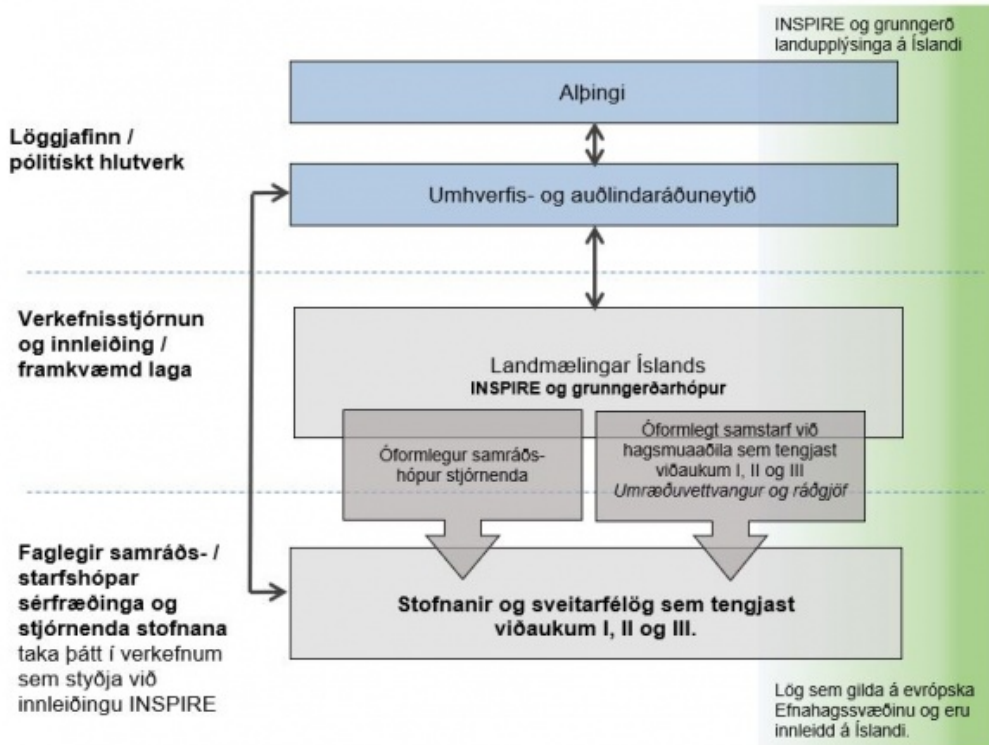 INSPIRE og grunngerð
landupplýsinga á Íslandi
Alþingi
Löggjafinn /
pólitískt hlutverk
Umhverfis- og auðlindaráðuneytið
Verkefnisstjórnun
og innleiðing /
framkvæmd laga
Landmælingar Íslands
INSPIRE og grunngerðarhópur
Óformlegur samráðs-
hópur stjórnenda
Óformlegt samstarf við
hagsmuaaðila sem tengjast
viðaukum I, II og III
Umræðuvettvangur og ráðgjöf
Faglegir samráðs- /
starfshópar
sérfræðinga og
stjórnenda stofnana
taka þátt í verkefnum
sem styðja við
innleiðingu INSPIRE
Stofnanir og sveitarfélög sem tengjast
viðaukum I, II og III.
Lög sem gilda á evrópska
Efnahagssvæðinu og eru
innleidd á Íslandi.